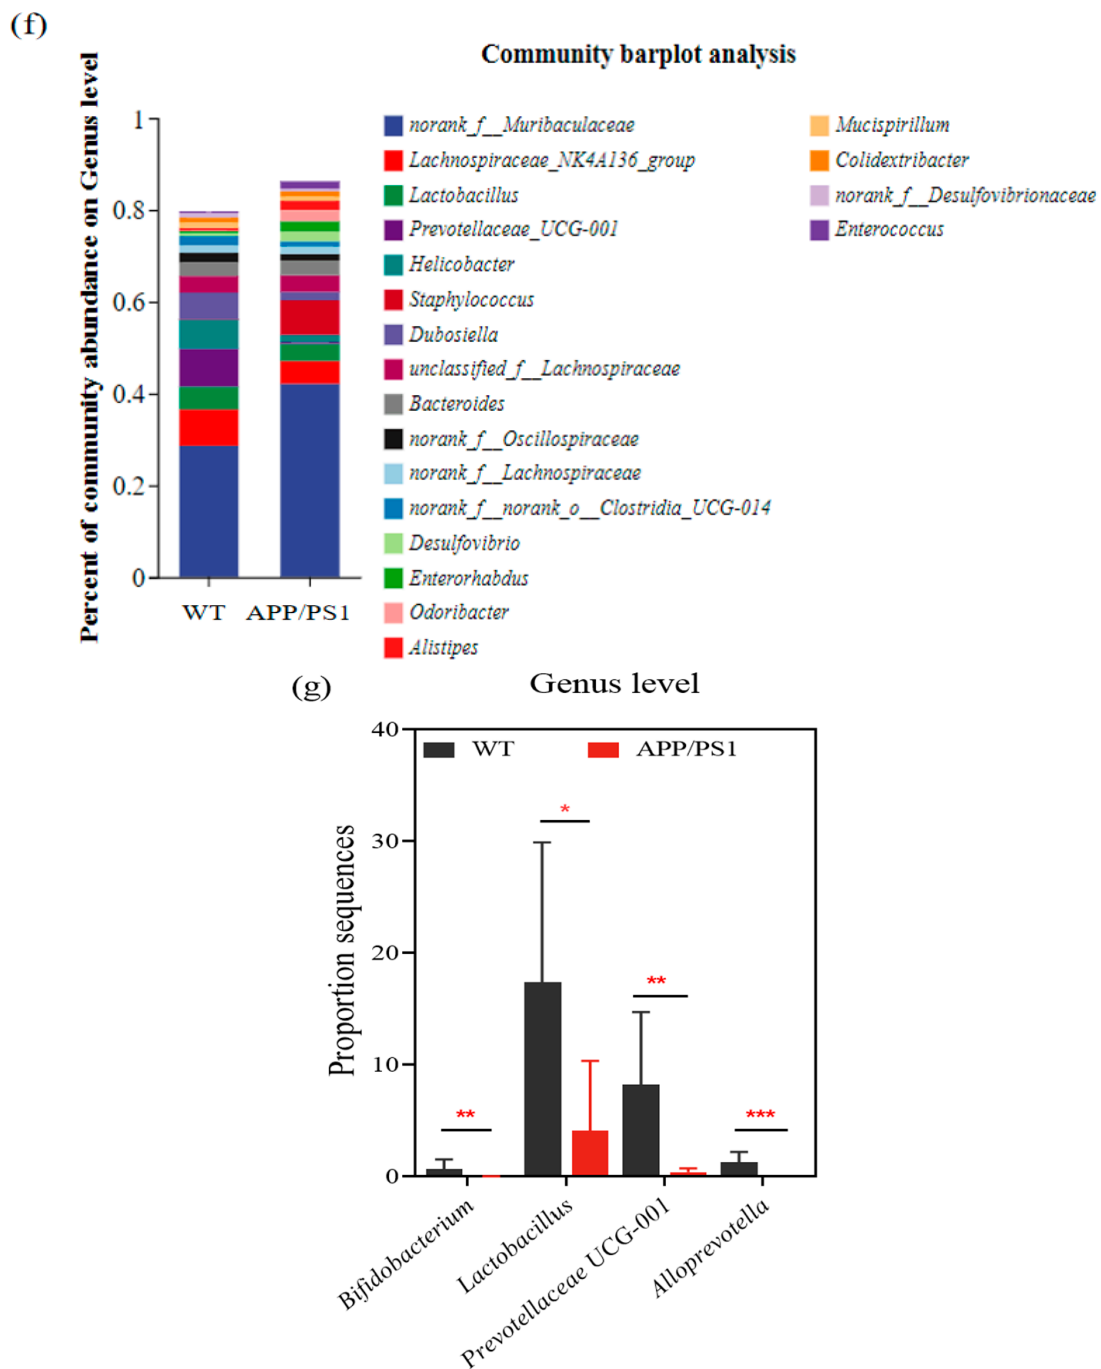 (f)
Community barplot analysis
Percent of community abundance on Genus level
1
0.8
0.6
0.4
0.2
0
WT
APP/PS1
norank_f__Muribaculaceae
Lachnospiraceae_NK4A136_group
Lactobacillus
Prevotellaceae_UCG-001
Helicobacter
Staphylococcus
Dubosiella
unclassified_f__Lachnospiraceae
Bacteroides
norank_f__Oscillospiraceae
norank_f__Lachnospiraceae
norank_f__norank_o__Clostridia_UCG-014
Desulfovibrio
Enterorhabdus
Odoribacter
Alistipes
Mucispirillum
Colidextribacter
norank_f__Desulfovibrionaceae
Enterococcus
(g)
Genus level
WT
APP/PS1
Proportion sequences
40
30
20
10
0
**
*
**
***
Bifidobacterium
Lactobacillus
Prevotellaceae UCG-001
Alloprevotella